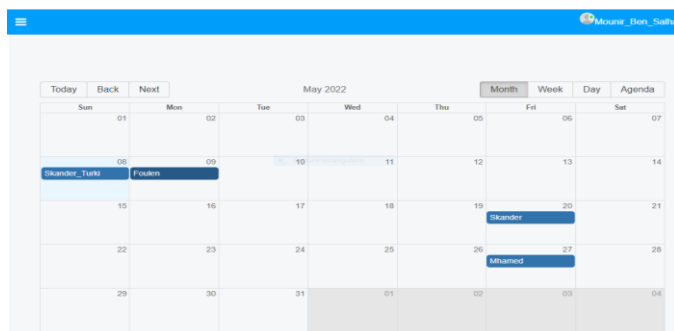 Mounir_Ben_Salha
Today Back Next May 2022 Month Week Day Agenda
Sun Mon Tue Wed Thu Fri Sat
01 02 03 04 05 06 07
08 09 10 11 12 13 14
Skander_Turki Foulen
15 16 17 18 19 20 21
Skander
22 23 24 25 26 27 28
Mhamed
29 30 31 01 02 03 04